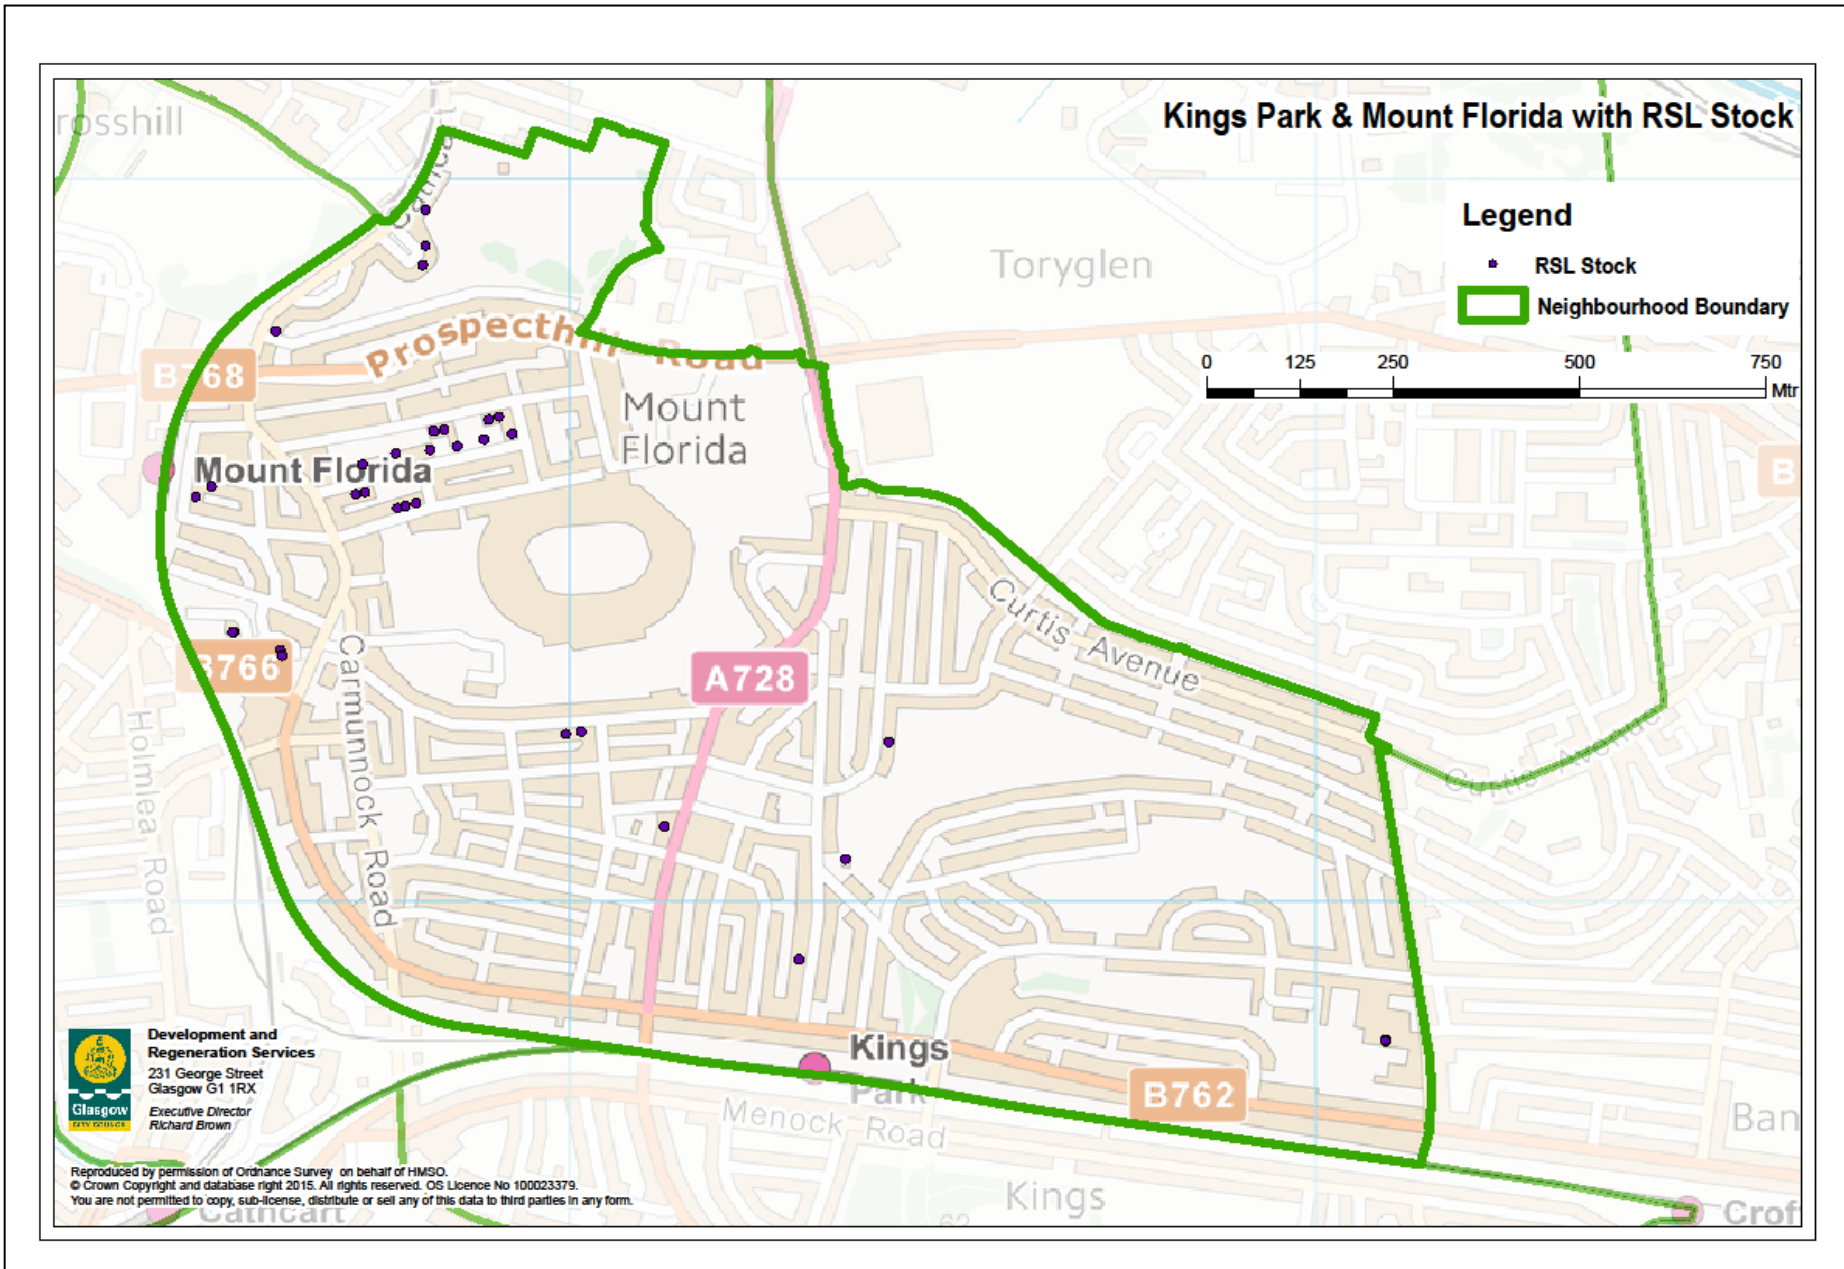 Kings Park & Mount Florida with RSL Stock
Legend
RSL Stock
Neighbourhood Boundary
0 125 250 500 750
Mtr
rosshill
Toryglen
Prospecthill Road
B768
Mount
Florida
Mount Florida
B
Curtis Avenue
B766
A728
Carmunnock Road
Holmlea Road
Curtis Avenue
Kings
Park
B762
Menock Road
Ban
Kings
Crof
Cathcart
62
Glasgow
CITY COUNCIL
Development and
Regeneration Services
231 George Street
Glasgow G1 1RX
Executive Director
Richard Brown
Reproduced by permission of Ordnance Survey on behalf of HMSO.
© Crown Copyright and database right 2015. All rights reserved. OS Licence No 100023379.
You are not permitted to copy, sub-license, distribute or sell any of this data to third parties in any form.